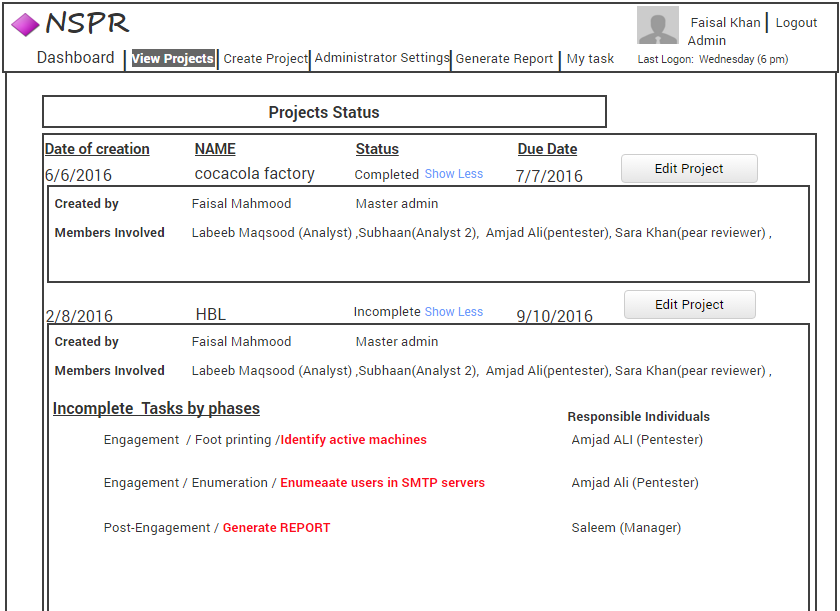 NSPR
Faisal Khan | Logout
Admin
Last Logon: Wednesday (6 pm)
Dashboard | View Projects | Create Project | Administrator Settings | Generate Report | My task
Projects Status
Date of creation NAME Status Due Date
6/6/2016 cocacola factory Completed Show Less 7/7/2016 Edit Project
Created by Faisal Mahmood Master admin
Members Involved Labeeb Maqsood (Analyst) ,Subhaan(Analyst 2), Amjad Ali(pentester), Sara Khan(pear reviewer) ,
2/8/2016 HBL Incomplete Show Less 9/10/2016 Edit Project
Created by Faisal Mahmood Master admin
Members Involved Labeeb Maqsood (Analyst) ,Subhaan(Analyst 2), Amjad Ali(pentester), Sara Khan(pear reviewer) ,
Incomplete Tasks by phases
Responsible Individuals
Engagement / Foot printing /Identify active machines Amjad ALI (Pentester)
Engagement / Enumeration / Enumeaate users in SMTP servers Amjad Ali (Pentester)
Post-Engagement / Generate REPORT Saleem (Manager)